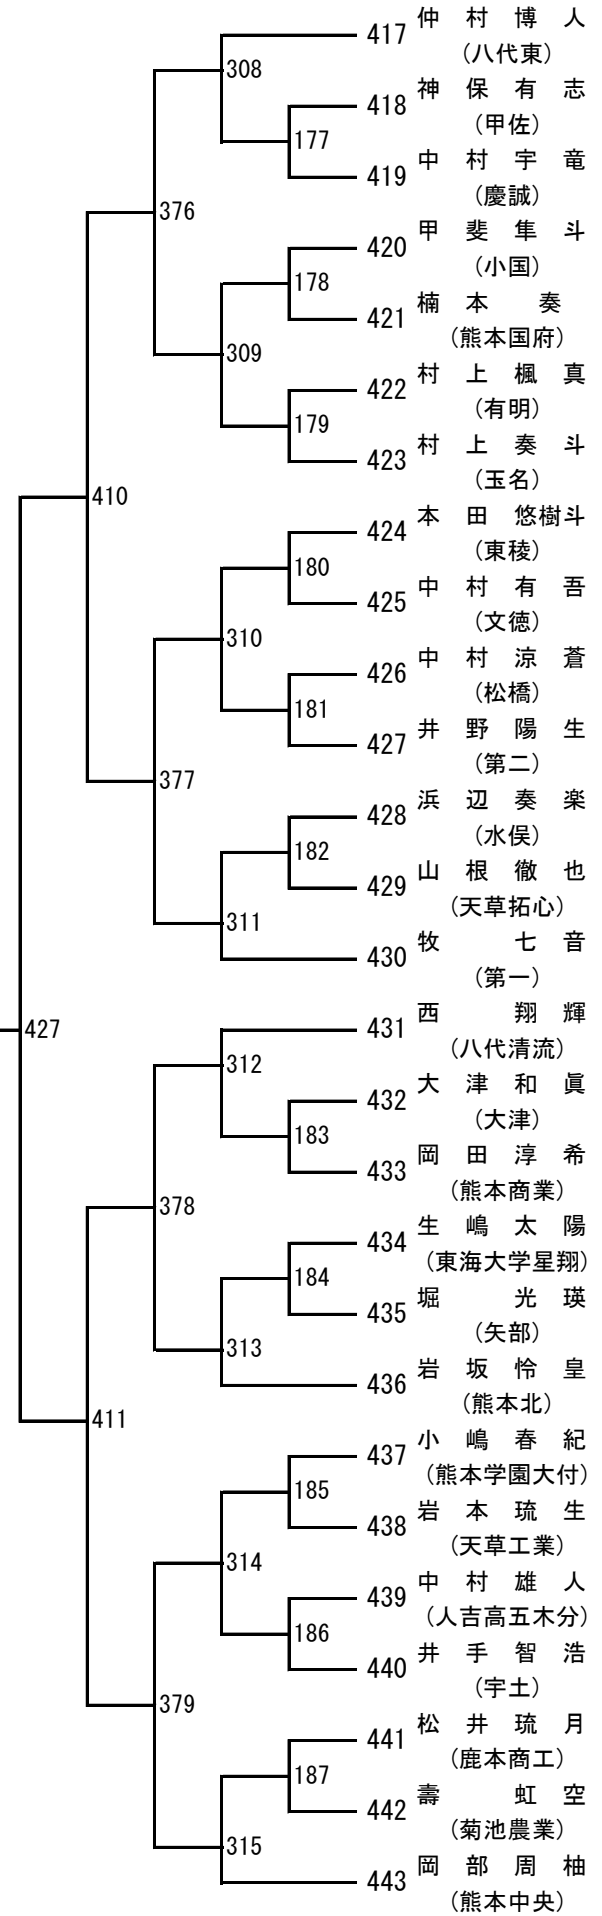 417 仲村博人
(八代東)
308
418 神保有志
(甲佐)
177
419 中村宇竜
(慶誠)
376
420 甲斐隼斗
(小国)
178
421 楠本奏
(熊本国府)
309
422 村上楓真
(有明)
179
423 村上奏斗
(玉名)
410
424 本田悠樹斗
(東稜)
180
425 中村有吾
(文徳)
310
426 中村涼蒼
(松橋)
181
427 井野陽生
(第二)
377
428 浜辺奏楽
(水俣)
182
429 山根徹也
(天草拓心)
311
430 牧七音
(第一)
427
431 西翔輝
(八代清流)
312
432 大津和眞
(大津)
183
433 岡田淳希
(熊本商業)
378
434 生嶋太陽
(東海大学星翔)
184
435 堀光瑛
(矢部)
313
436 岩坂怜皇
(熊本北)
411
437 小嶋春紀
(熊本学園大付)
185
438 岩本琉生
(天草工業)
314
439 中村雄人
(人吉高五木分)
186
440 井手智浩
(宇土)
379
441 松井琉月
(鹿本商工)
187
442 壽虹空
(菊池農業)
315
443 岡部周柚
(熊本中央)